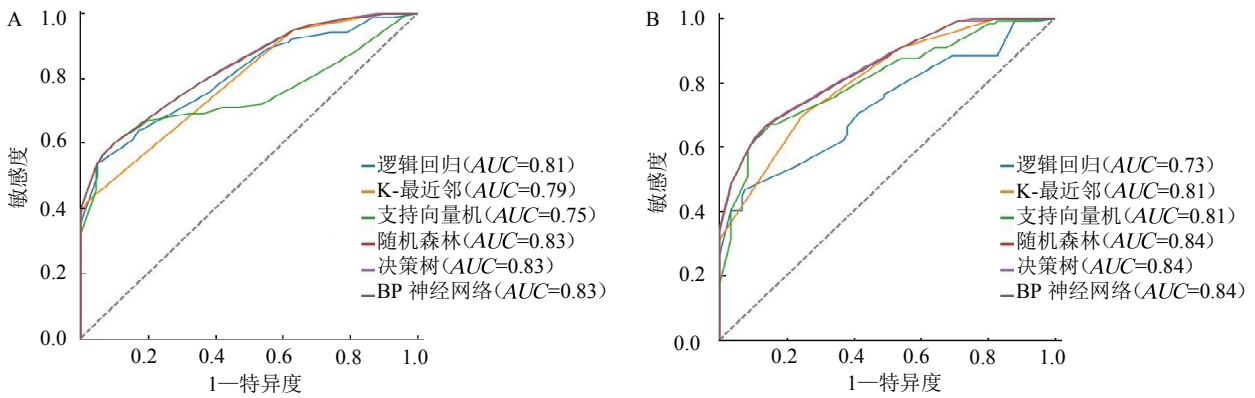 A
1.0
0.8
0.6
0.4
0.2
0.0
敏感度
逻辑回归(AUC=0.81)
K-最近邻(AUC=0.79)
支持向量机(AUC=0.75)
随机森林(AUC=0.83)
决策树(AUC=0.83)
BP 神经网络(AUC=0.83)
0.2 0.4 0.6 0.8 1.0
1—特异度
B
1.0
0.8
0.6
0.4
0.2
0.0
敏感度
逻辑回归(AUC=0.73)
K-最近邻(AUC=0.81)
支持向量机(AUC=0.81)
随机森林(AUC=0.84)
决策树(AUC=0.84)
BP 神经网络(AUC=0.84)
0.2 0.4 0.6 0.8 1.0
1—特异度